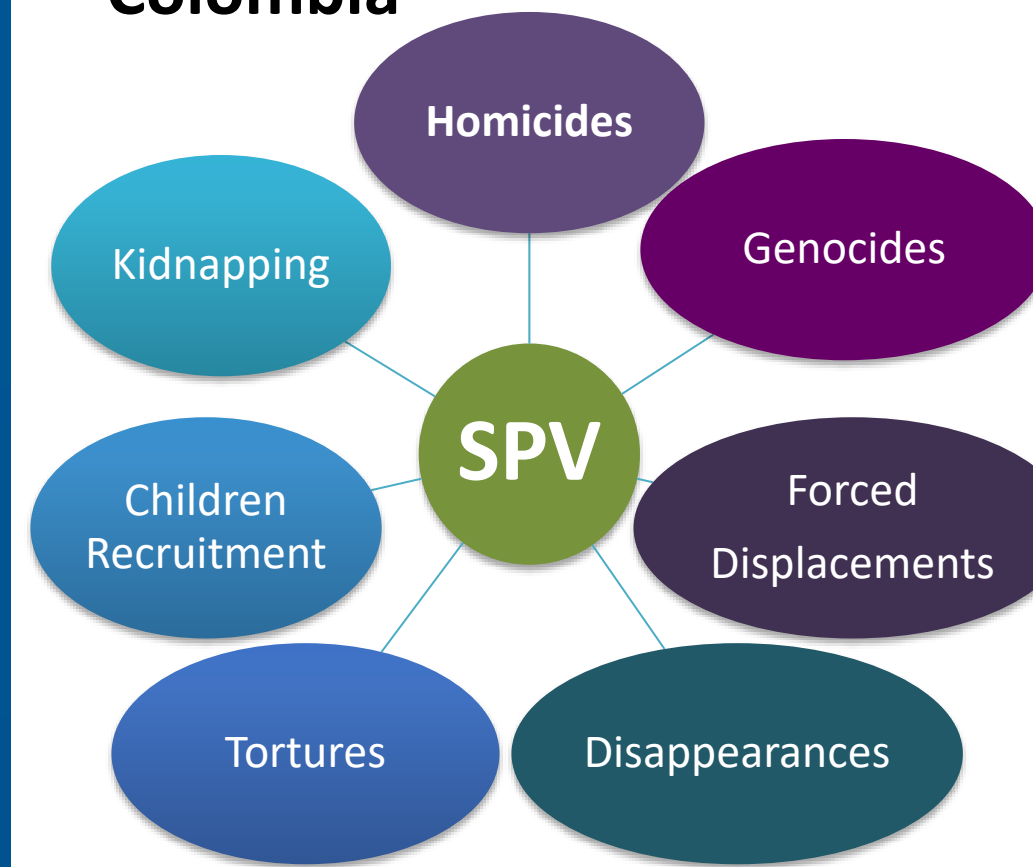 Colombia
Homicides
Genocides
Kidnapping
SPV
Forced
Displacements
Children
Recruitment
Tortures
Disappearances